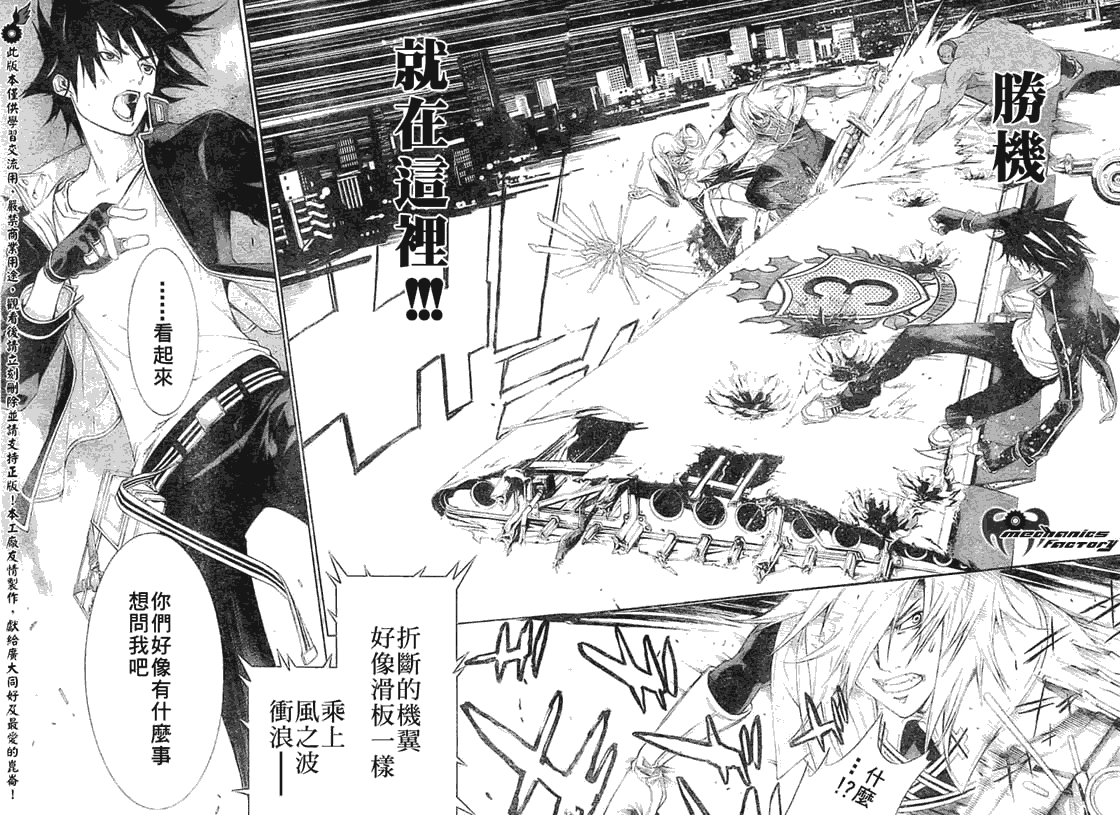 勝機
就在這裡!!!
3
mechanics
Factory
……什麼!?
折斷的機翼
好像滑板一樣
乘上
風之波
衝浪——
……看起來
你們好像有什麼事
想問我吧
此版本僅供學習交流用，嚴禁商業用途，觀看後請立刻刪除並請支持正版！本工廠友情製作，獻給廣大同好及最愛的崑崙！